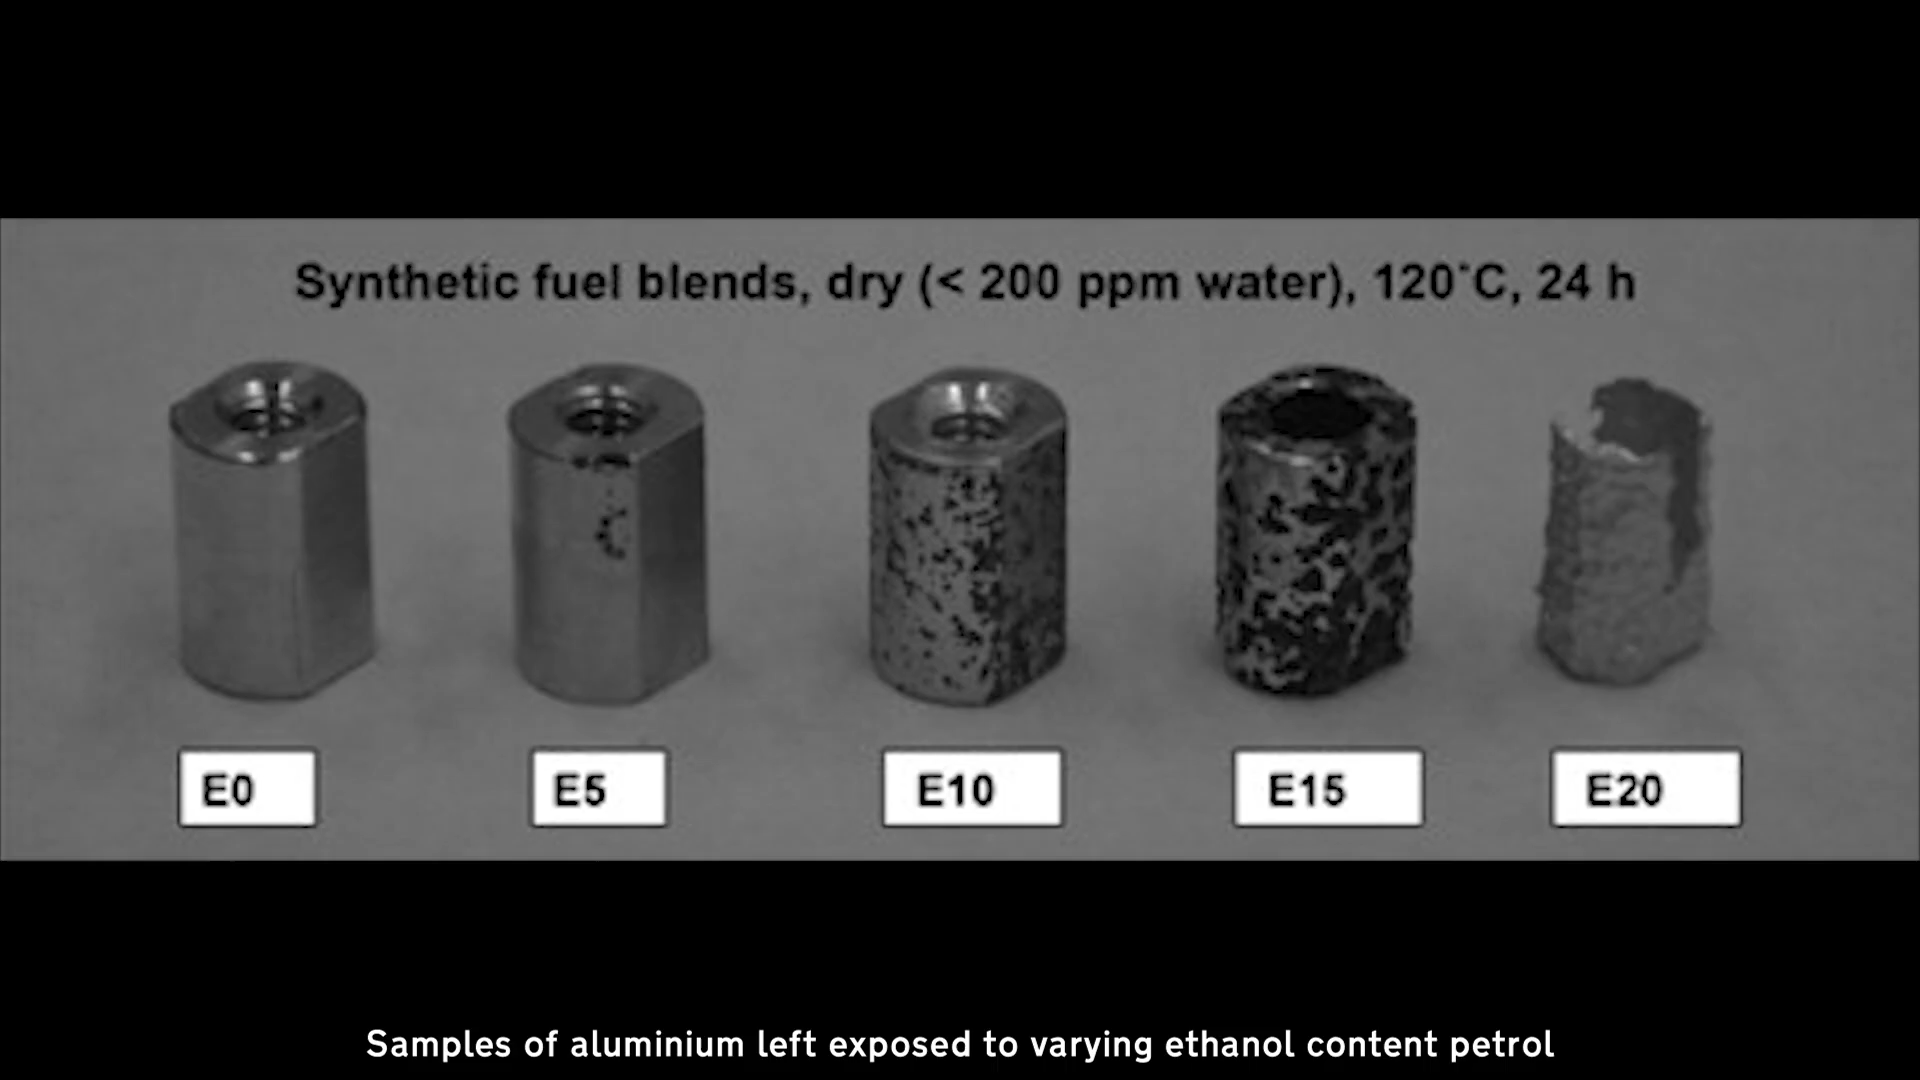 Synthetic fuel blends, dry (< 200 ppm water), 120°C, 24 h
E0
E5
E10
E15
E20
Samples of aluminium left exposed to varying ethanol content petrol